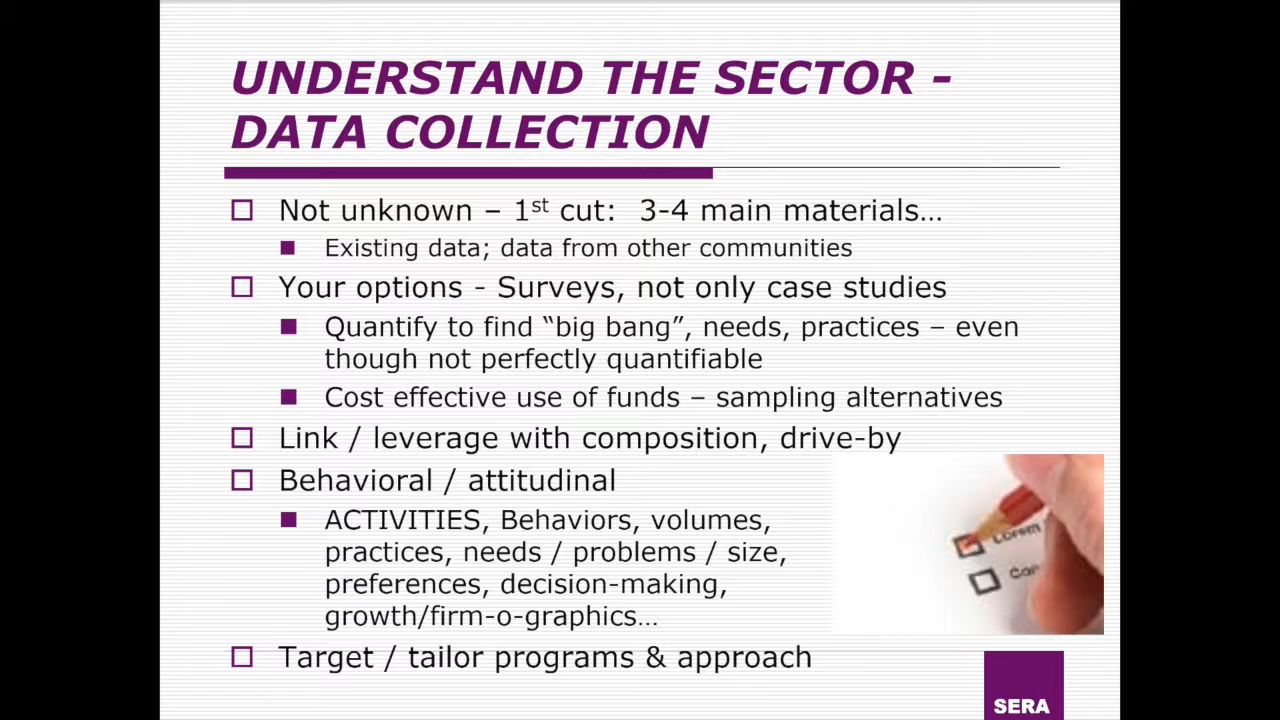 UNDERSTAND THE SECTOR -
DATA COLLECTION
Not unknown – 1st cut:  3-4 main materials…
Existing data; data from other communities
Your options - Surveys, not only case studies
Quantify to find “big bang”, needs, practices – even
though not perfectly quantifiable
Cost effective use of funds – sampling alternatives
Link / leverage with composition, drive-by
Behavioral / attitudinal
ACTIVITIES, Behaviors, volumes,
practices, needs / problems / size,
preferences, decision-making,
growth/firm-o-graphics…
Lorem
Target / tailor programs & approach
SERA